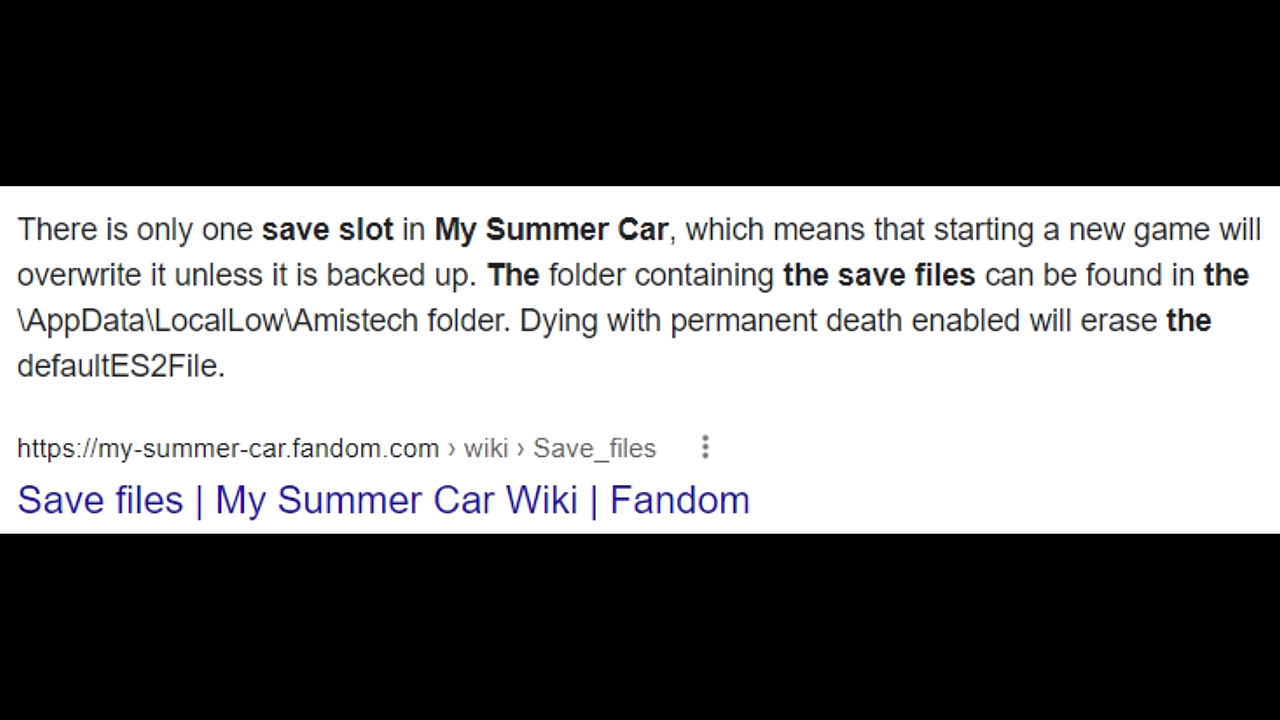 There is only one save slot in My Summer Car, which means that starting a new game will
overwrite it unless it is backed up. The folder containing the save files can be found in the
\AppData\LocalLow\Amistech folder. Dying with permanent death enabled will erase the
defaultES2File.
https://my-summer-car.fandom.com › wiki › Save_files
Save files | My Summer Car Wiki | Fandom